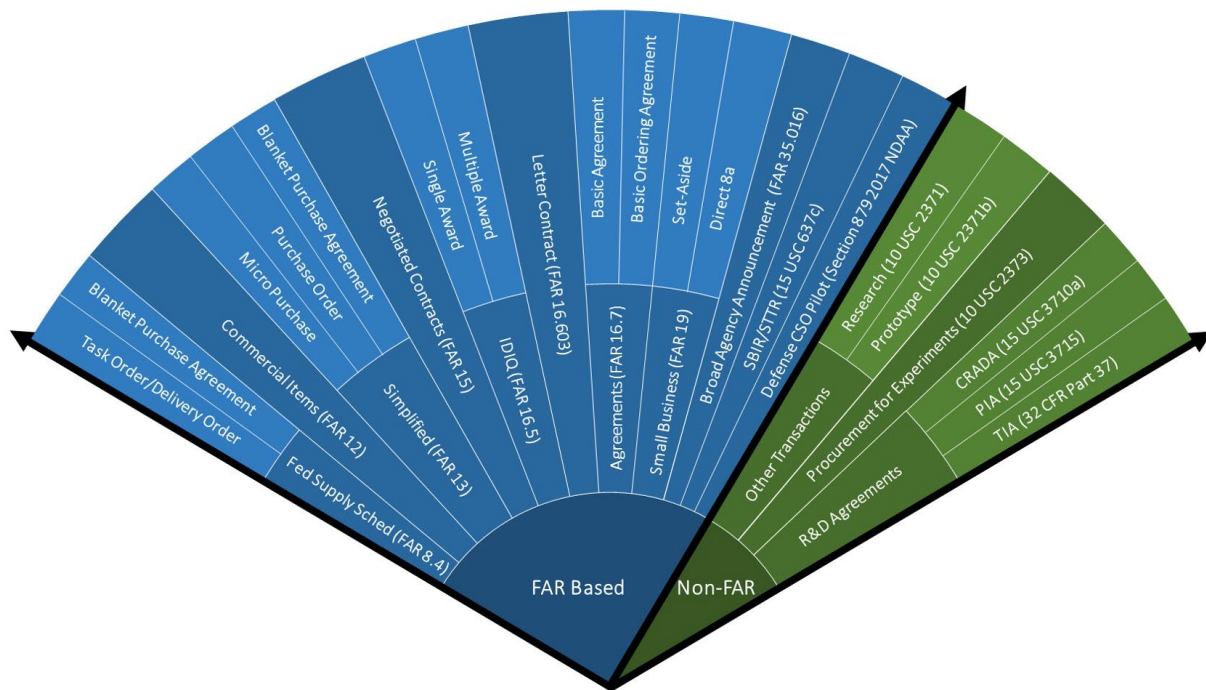 Task Order/Delivery Order
Blanket Purchase Agreement
Fed Supply Sched (FAR 8.4)
Commercial Items (FAR 12)
Micro Purchase
Purchase Order
Blanket Purchase Agreement
Simplified (FAR 13)
Negotiated Contracts (FAR 15)
Single Award
Multiple Award
IDIQ (FAR 16.5)
Letter Contract (FAR 16.603)
Basic Agreement
Basic Ordering Agreement
Agreements (FAR 16.7)
Set-Aside
Direct 8a
Small Business (FAR 19)
Broad Agency Announcement (FAR 35.016)
SBIR/STTR (15 USC 637c)
Defense CSO Pilot (Section 879 2017 NDAA)
Research (10 USC 2371)
Prototype (10 USC 2371b)
Other Transactions
Procurement for Experiments (10 USC 2373)
CRADA (15 USC 3710a)
PIA (15 USC 3715)
TIA (32 CFR Part 37)
R&D Agreements
FAR Based
Non-FAR